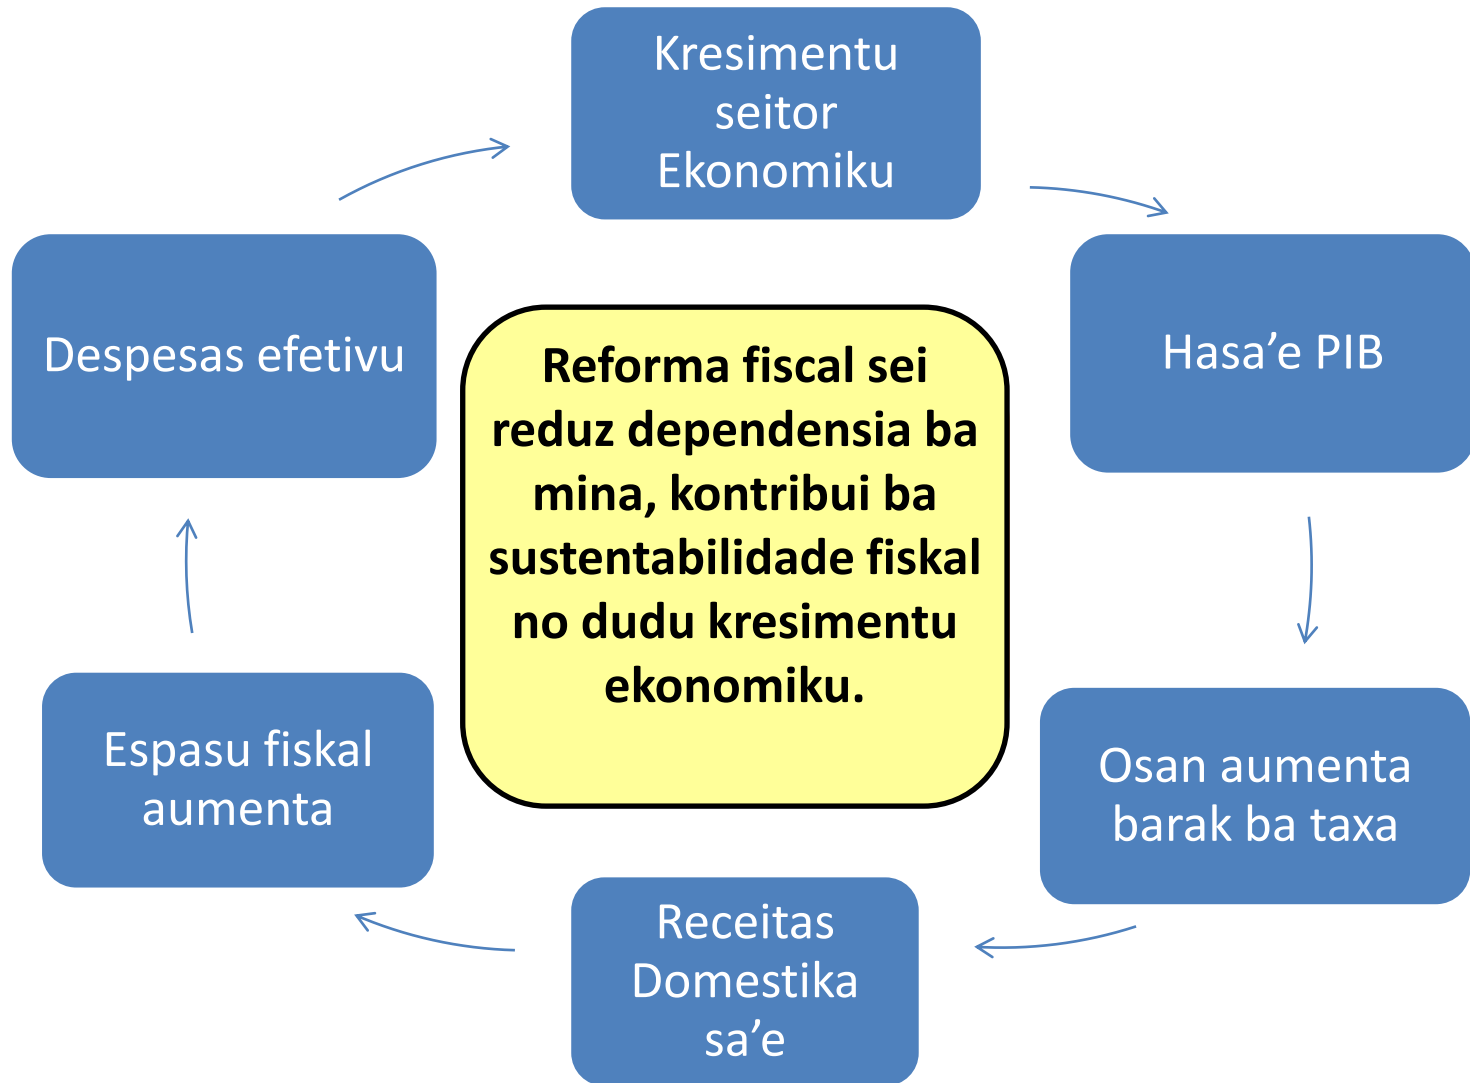 Kresimentu
seitor
Ekonomiku
Hasa’e PIB
Osan aumenta
barak ba taxa
Receitas
Domestika
sa’e
Espasu fiskal
aumenta
Despesas efetivu
Reforma fiscal sei
reduz dependensia ba
mina, kontribui ba
sustentabilidade fiskal
no dudu kresimentu
ekonomiku.